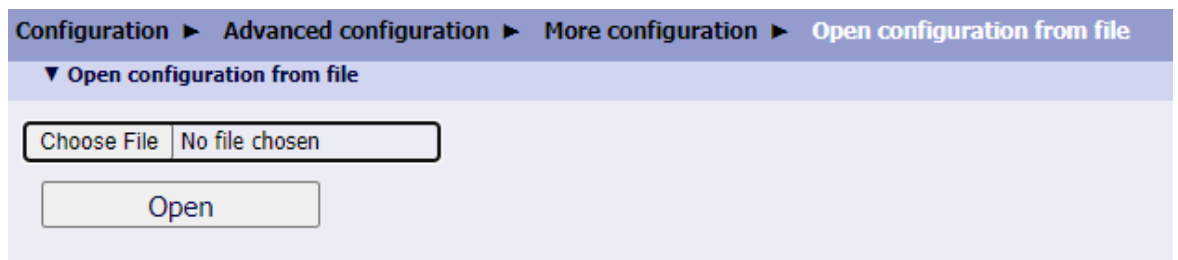 Configuration ► Advanced configuration ► More configuration ► Open configuration from file
▼ Open configuration from file
Choose File No file chosen
Open